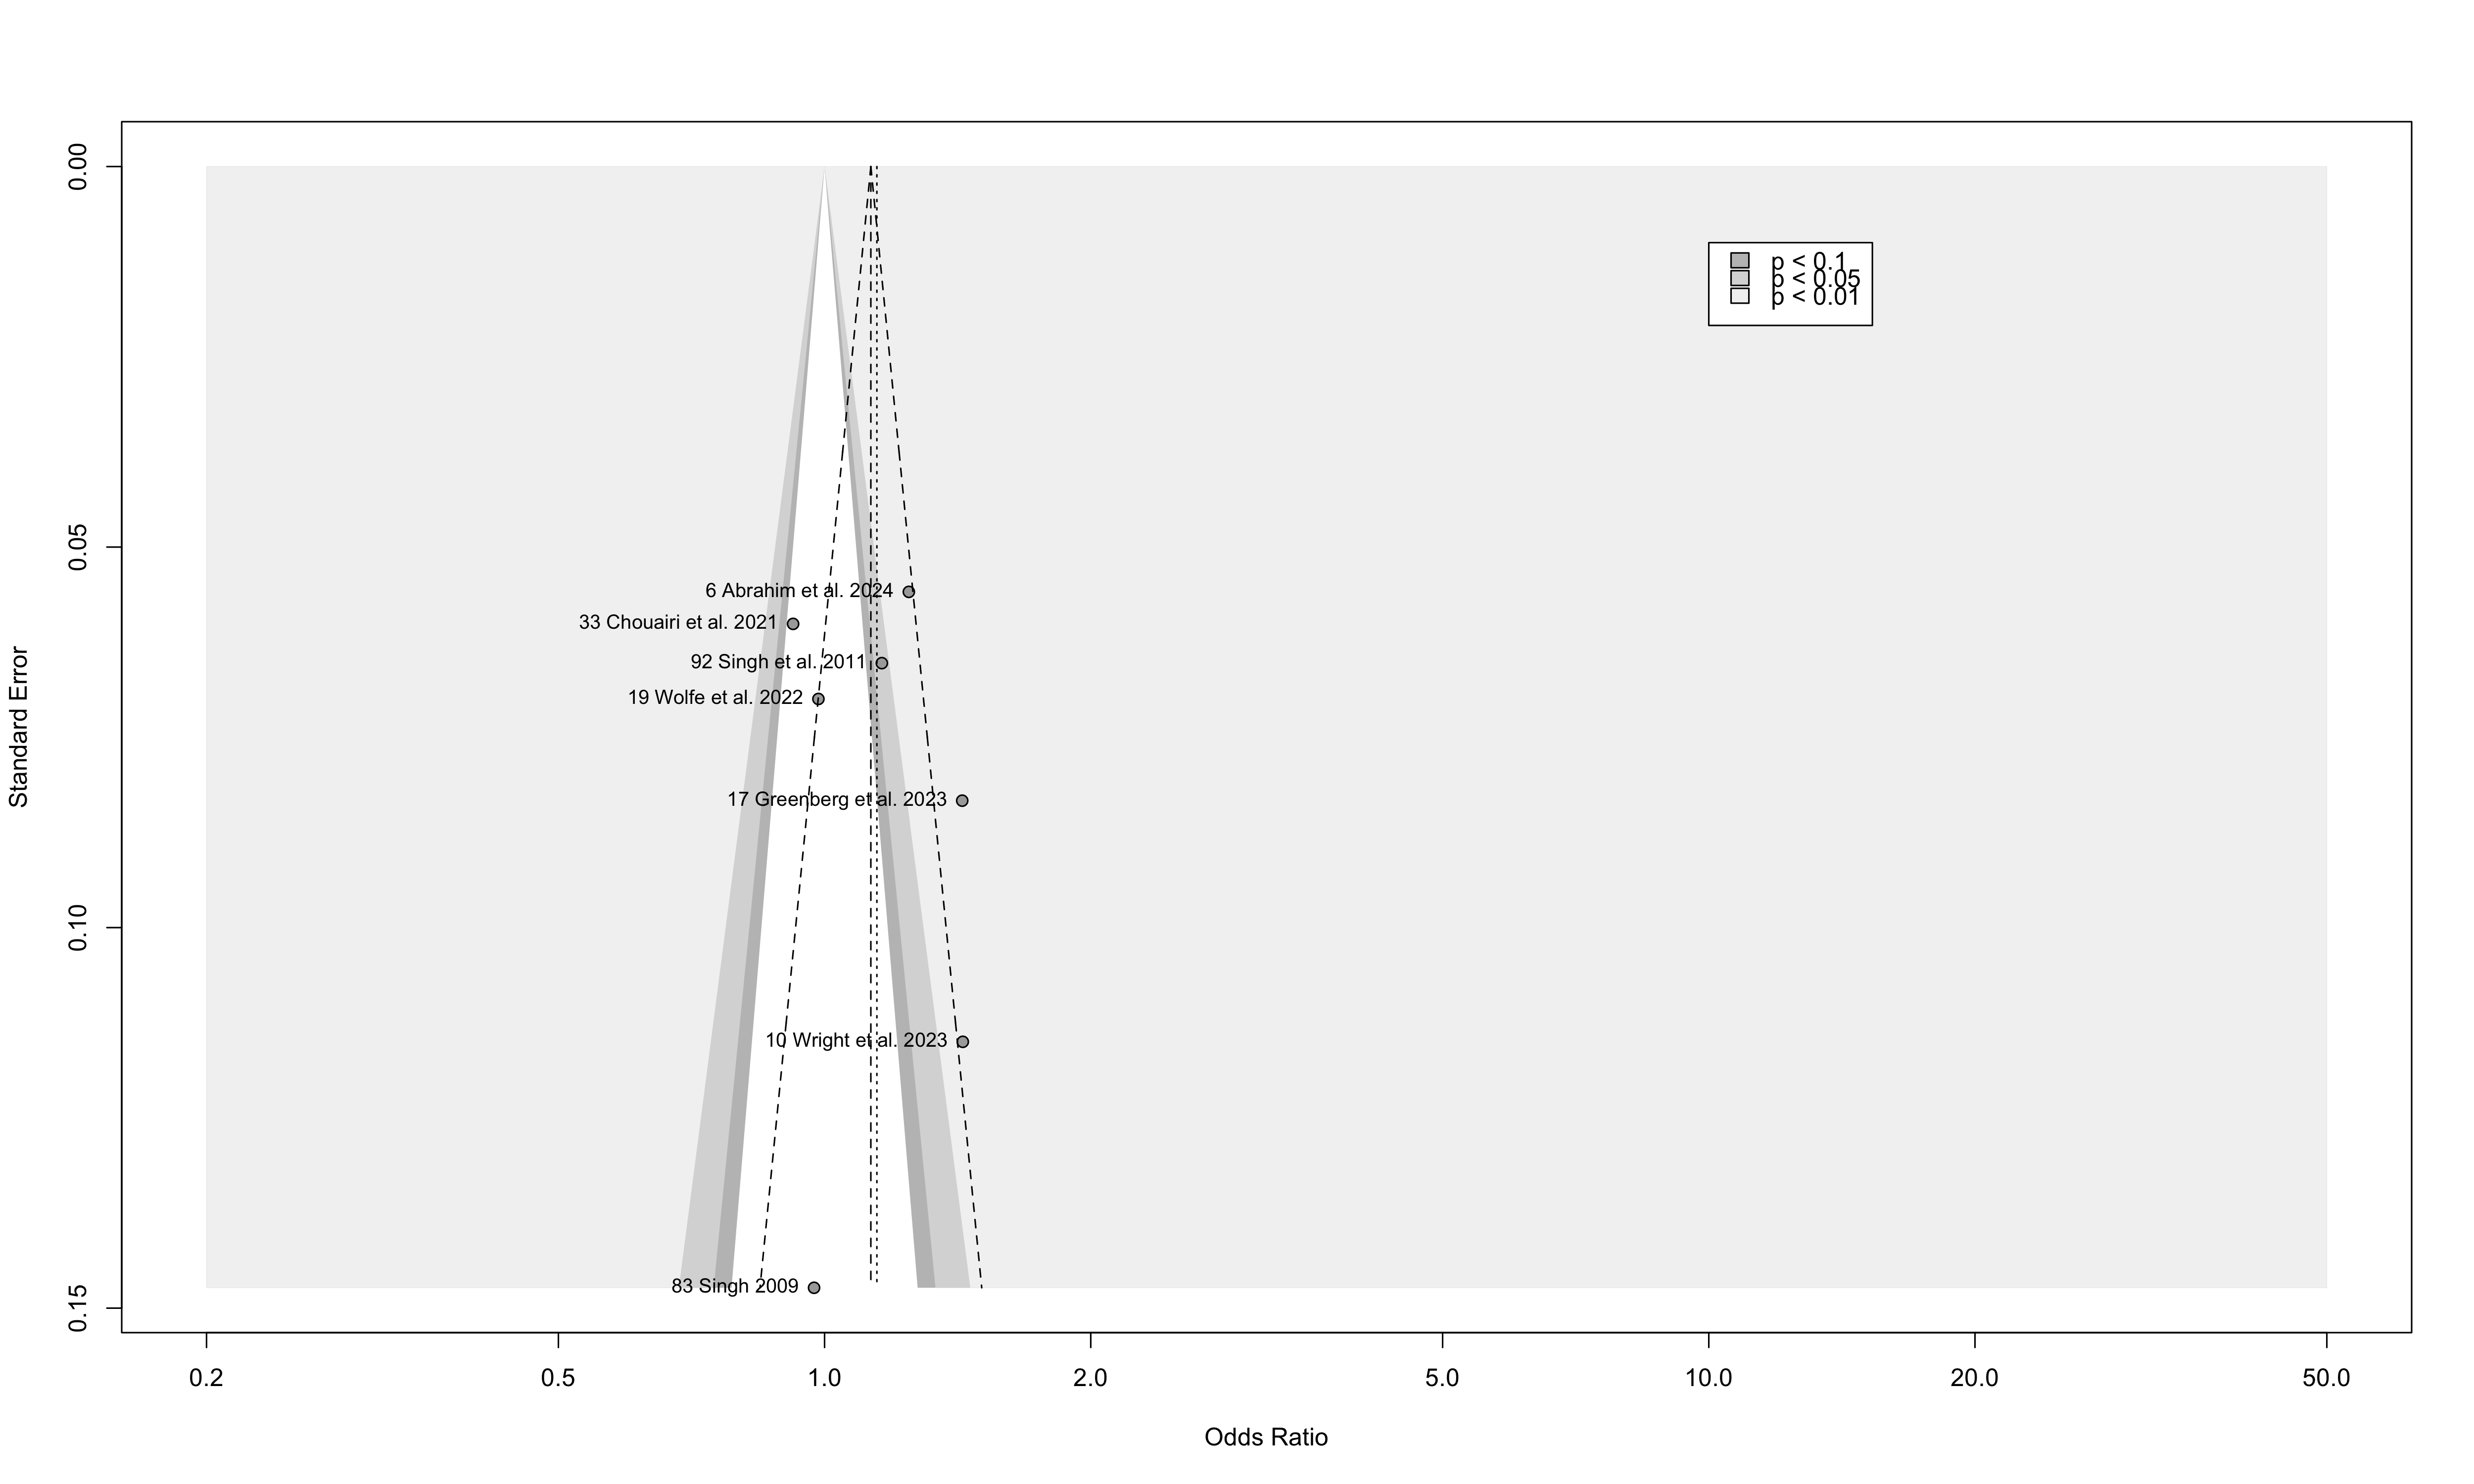 0.00
p < 0.1
p < 0.05
p < 0.01
0.05
6 Abrahim et al. 2024
33 Chouairi et al. 2021
92 Singh et al. 2011
19 Wolfe et al. 2022
Standard Error
17 Greenberg et al. 2023
0.10
10 Wright et al. 2023
83 Singh 2009
0.15
0.2 0.5 1.0 2.0 5.0 10.0 20.0 50.0
Odds Ratio